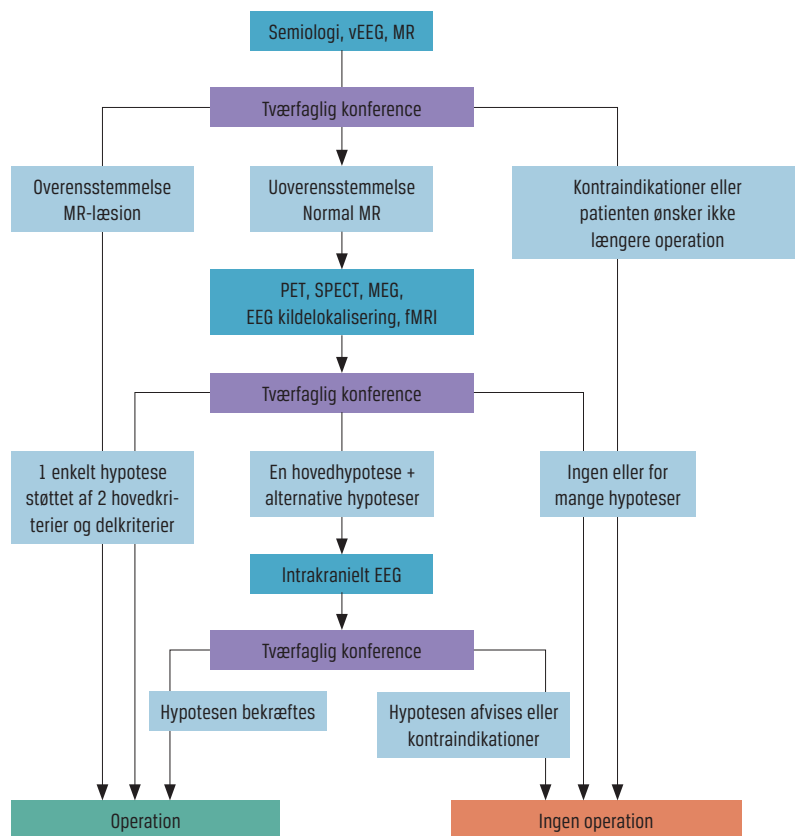 Semiologi, vEEG, MR
Tværfaglig konference
Overensstemmelse
MR-læsion
Uoverensstemmelse
Normal MR
Kontraindikationer eller
patienten ønsker ikke
længere operation
PET, SPECT, MEG,
EEG kildelokalisering, fMRI
Tværfaglig konference
1 enkelt hypotese
støttet af 2 hovedkri-
terier og delkriterier
En hovedhypotese +
alternative hypoteser
Ingen eller for
mange hypoteser
Intrakranielt EEG
Tværfaglig konference
Hypotesen bekræftes
Hypotesen afvises eller
kontraindikationer
Operation
Ingen operation